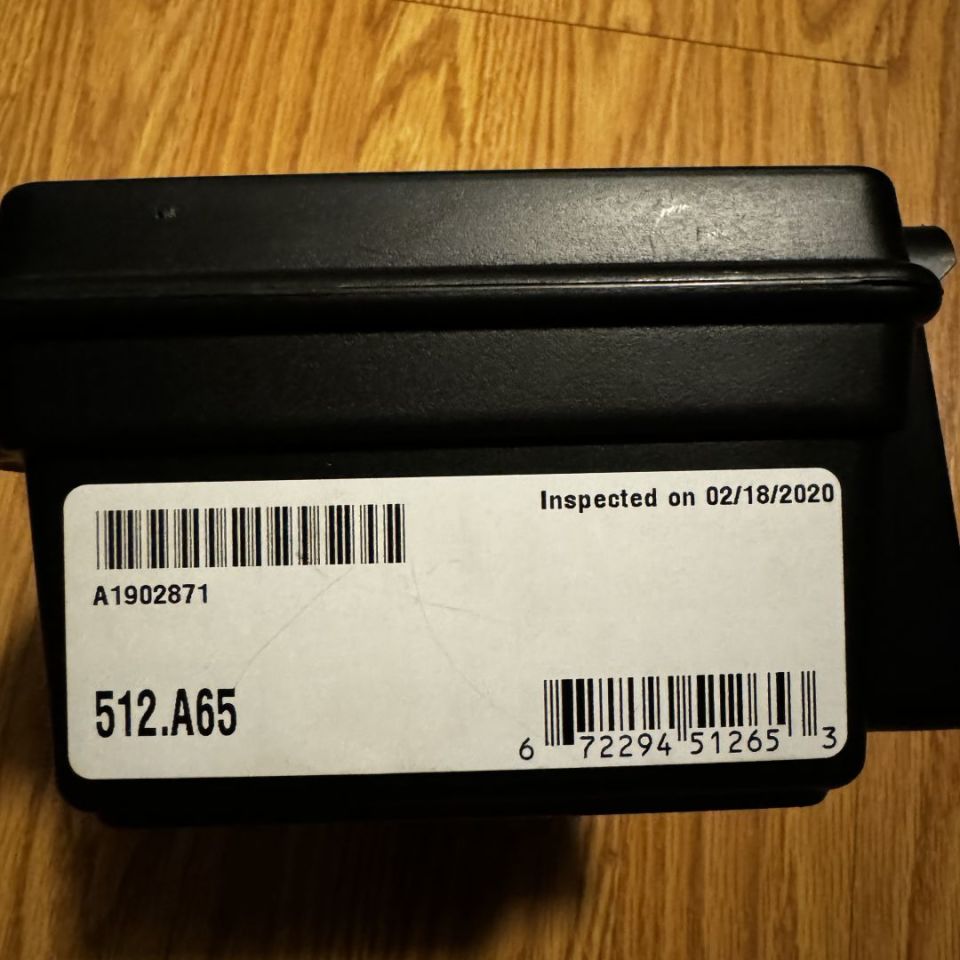 Inspected on 02/18/2020
A1902871
512.A65
6 72294 51265 3